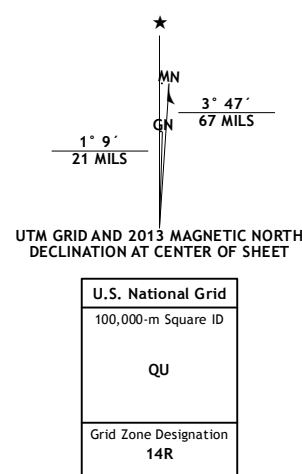 ★
MN
3° 47´
67 MILS
GN
1° 9´
21 MILS
UTM GRID AND 2013 MAGNETIC NORTH
DECLINATION AT CENTER OF SHEET
U.S. National Grid
100,000-m Square ID
QU
Grid Zone Designation
14R